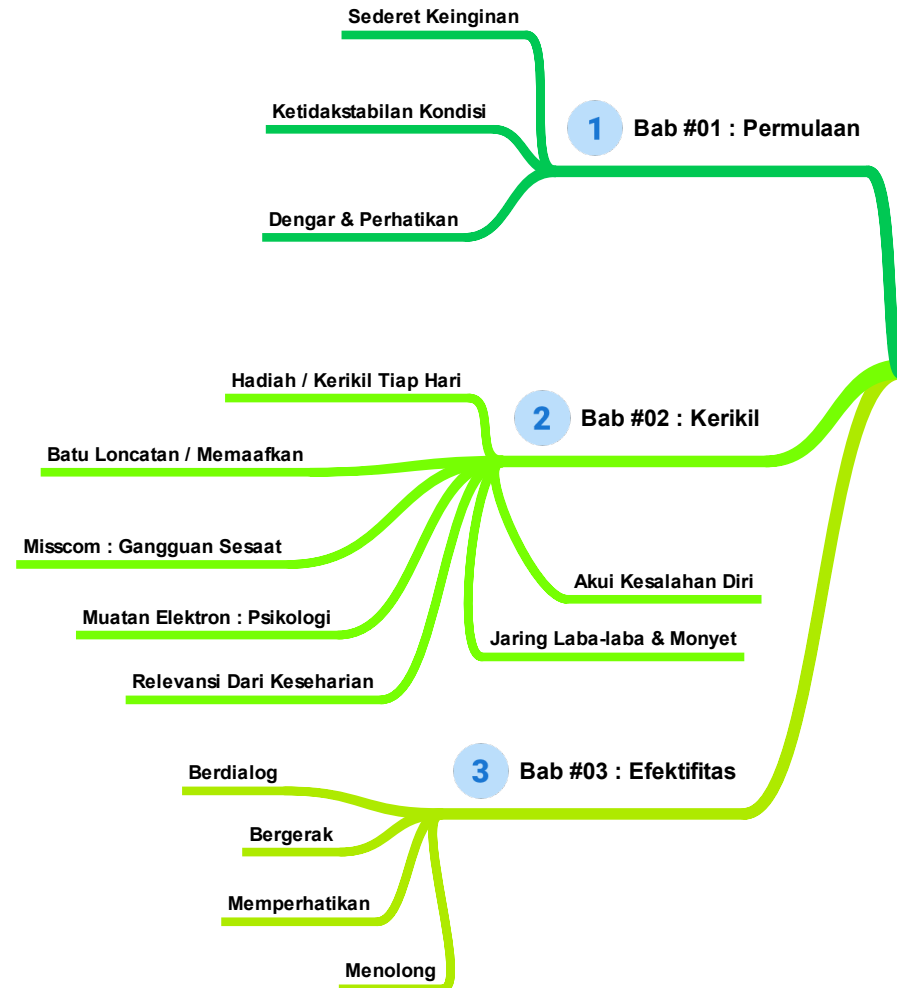 Sederet Keinginan
Ketidakstabilan Kondisi
1 Bab #01 : Permulaan
Dengar & Perhatikan
Hadiah / Kerikil Tiap Hari
2 Bab #02 : Kerikil
Batu Loncatan / Memaafkan
Misscom : Gangguan Sesaat
Akui Kesalahan Diri
Muatan Elektron : Psikologi
Jaring Laba-laba & Monyet
Relevansi Dari Keseharian
3 Bab #03 : Efektifitas
Berdialog
Bergerak
Memperhatikan
Menolong